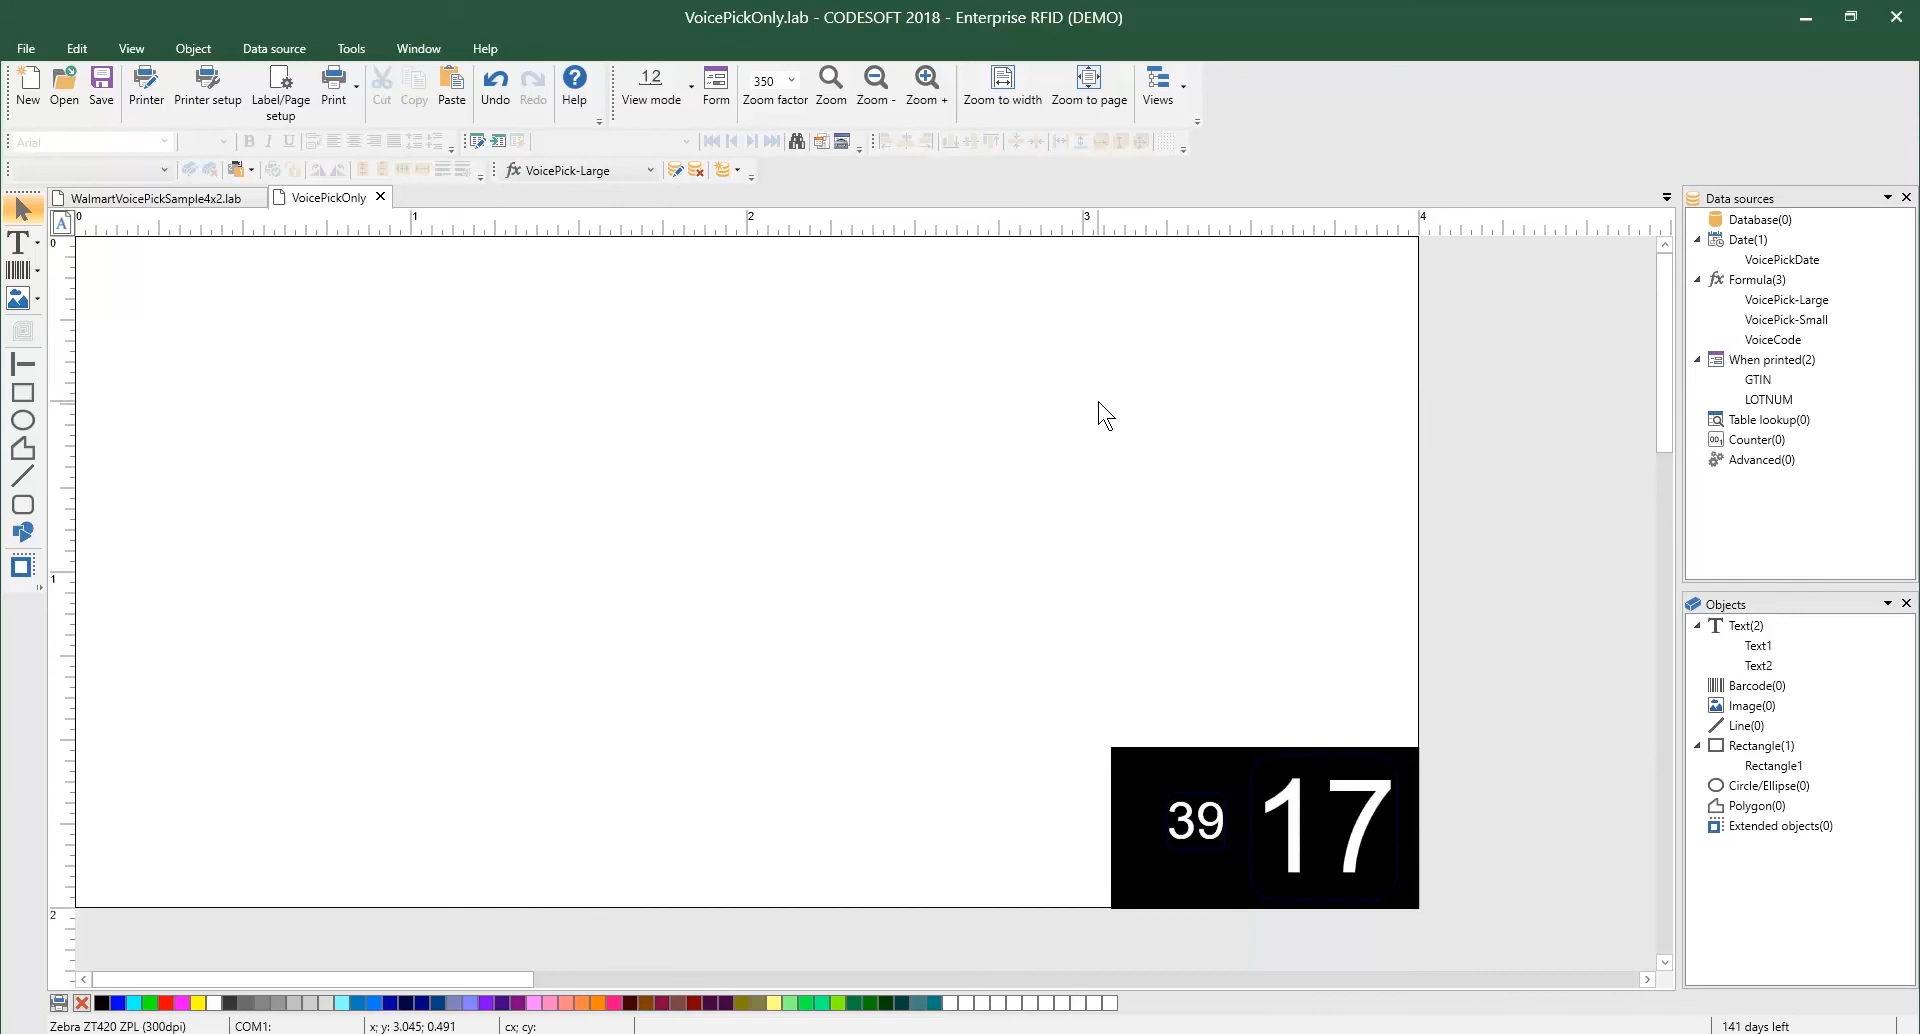 VoicePickOnly.lab - CODESOFT 2018 - Enterprise RFID (DEMO)
File Edit View Object Data source Tools Window Help
12 350
New Open Save Printer Printer setup Label/Page setup Print Cut Copy Paste Undo Redo Help View mode Form Zoom factor Zoom Zoom - Zoom + Zoom to width Zoom to page Views
Arial B I U
fx VoicePick-Large
WalmartVoicePickSample4x2.lab VoicePickOnly
0 1 2 3 4
A
0
1
2
T
39 17
Data sources
Database(0)
Date(1)
VoicePickDate
fx Formula(3)
VoicePick-Large
VoicePick-Small
VoiceCode
When printed(2)
GTIN
LOTNUM
Table lookup(0)
Counter(0)
Advanced(0)
Objects
T Text(2)
Text1
Text2
Barcode(0)
Image(0)
Line(0)
Rectangle(1)
Rectangle1
Circle/Ellipse(0)
Polygon(0)
Extended objects(0)
Zebra ZT420 ZPL (300dpi) COM1: x; y: 3.045; 0.491 cx; cy: 141 days left